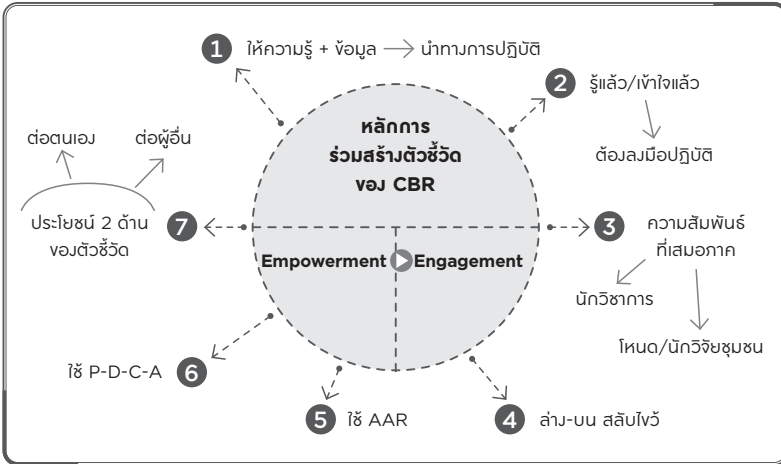 1 ให้ความรู้ + ข้อมูล → นำทางการปฏิบัติ
2 รู้แล้ว/เข้าใจแล้ว
ต้องลงมือปฏิบัติ
หลักการ
ร่วมสร้างตัวชี้วัด
ของ CBR
Empowerment Engagement
3 ความสัมพันธ์
ที่เสมอภาค
นักวิชาการ
โหนด/นักวิจัยชุมชน
4 ล่าง-บน สลับไขว้
5 ใช้ AAR
6 ใช้ P-D-C-A
7 ประโยชน์ 2 ด้าน
ของตัวชี้วัด
ต่อตนเอง ต่อผู้อื่น